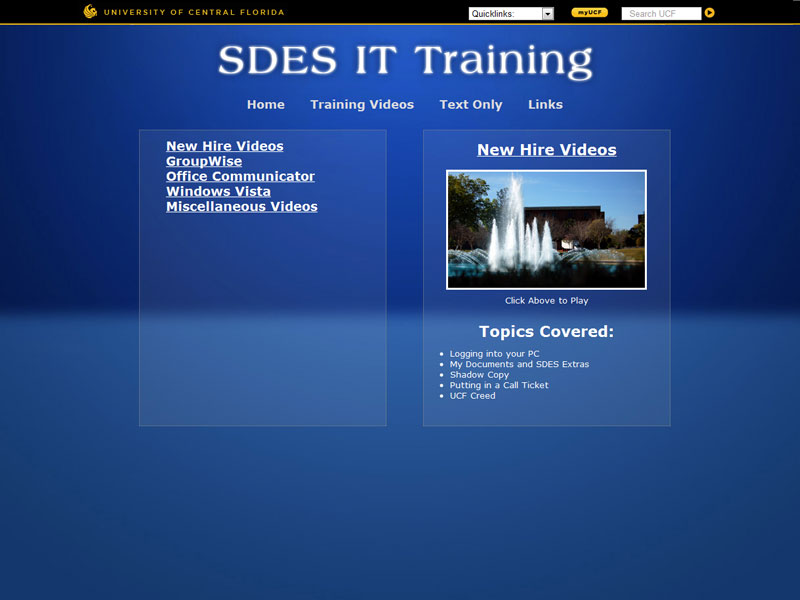 UNIVERSITY OF CENTRAL FLORIDA
Quicklinks:
myUCF
Search UCF
SDES IT Training
Home Training Videos Text Only Links
New Hire Videos
GroupWise
Office Communicator
Windows Vista
Miscellaneous Videos
New Hire Videos
Click Above to Play
Topics Covered:
Logging into your PC
My Documents and SDES Extras
Shadow Copy
Putting in a Call Ticket
UCF Creed